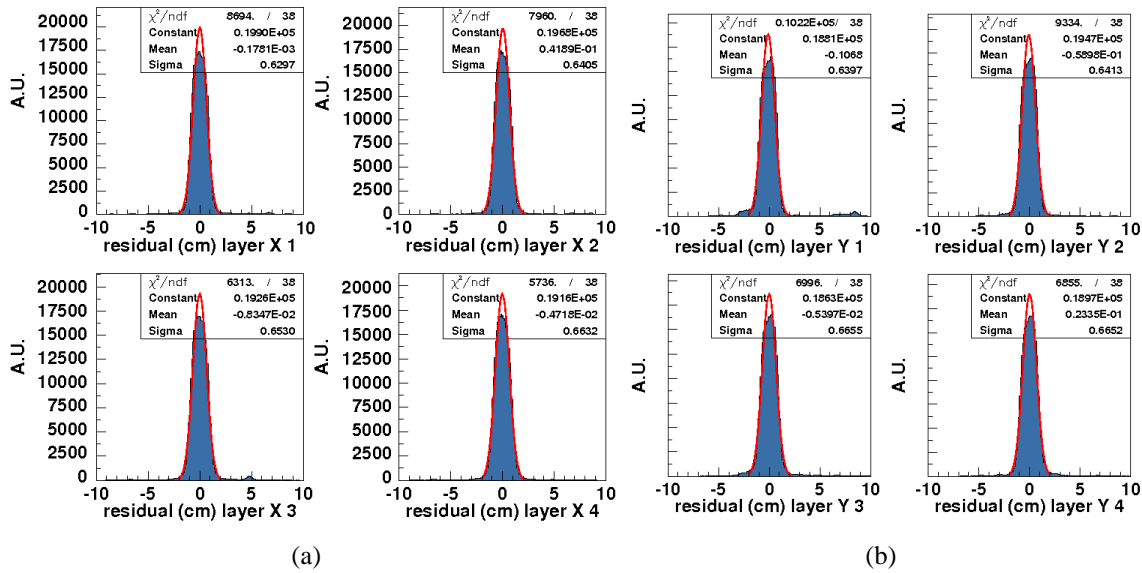 χ²/ndf 8694. / 38
Constant 0.1990E+05
Mean -0.1781E-03
Sigma 0.6297
A.U.
20000
17500
15000
12500
10000
7500
5000
2500
0
-10 -5 0 5 10
residual (cm) layer X 1
χ²/ndf 7960. / 38
Constant 0.1968E+05
Mean 0.4189E-01
Sigma 0.6405
A.U.
20000
17500
15000
12500
10000
7500
5000
2500
0
-10 -5 0 5 10
residual (cm) layer X 2
χ²/ndf 0.1022E+05/ 38
Constant 0.1881E+05
Mean -0.1068
Sigma 0.6397
A.U.
-10 -5 0 5 10
residual (cm) layer Y 1
χ²/ndf 9334. / 38
Constant 0.1947E+05
Mean -0.5898E-01
Sigma 0.6413
A.U.
-10 -5 0 5 10
residual (cm) layer Y 2
χ²/ndf 6313. / 38
Constant 0.1926E+05
Mean -0.8347E-02
Sigma 0.6530
A.U.
20000
17500
15000
12500
10000
7500
5000
2500
0
-10 -5 0 5 10
residual (cm) layer X 3
χ²/ndf 5736. / 38
Constant 0.1916E+05
Mean -0.4718E-02
Sigma 0.6632
A.U.
20000
17500
15000
12500
10000
7500
5000
2500
0
-10 -5 0 5 10
residual (cm) layer X 4
χ²/ndf 6996. / 38
Constant 0.1863E+05
Mean -0.5397E-02
Sigma 0.6655
A.U.
-10 -5 0 5 10
residual (cm) layer Y 3
χ²/ndf 6855. / 38
Constant 0.1897E+05
Mean 0.2335E-01
Sigma 0.6652
A.U.
-10 -5 0 5 10
residual (cm) layer Y 4
(a)
(b)